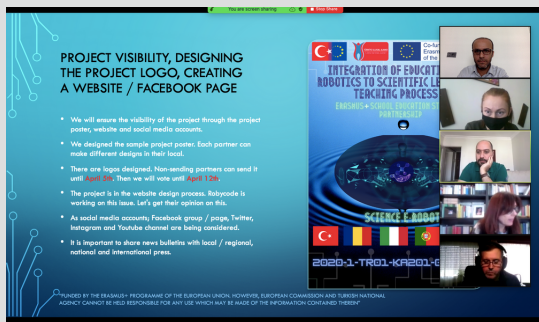 You are screen sharing
Stop Share
PROJECT VISIBILITY, DESIGNING
THE PROJECT LOGO, CREATING
A WEBSITE / FACEBOOK PAGE
• We will ensure the visibility of the project through the project
poster, website and social media accounts.
• We designed the sample project poster. Each partner can
make different designs in their local.
• There are logos designed. Non-sending partners can send it
until April 5th. Then we will vote until April 12th.
• The project is in the website design process. Robycode is
working on this issue. Let's get their opinion on this.
• As social media accounts; Facebook group / page, Twitter,
Instagram and Youtube channel are being considered.
• It is important to share news bulletins with local / regional,
national and international press.
"FUNDED BY THE ERASMUS+ PROGRAMME OF THE EUROPEAN UNION. HOWEVER, EUROPEAN COMMISSION AND TURKISH NATIONAL
AGENCY CANNOT BE HELD RESPONSIBLE FOR ANY USE WHICH MAY BE MADE OF THE INFORMATION CONTAINED THEREIN"
Co-fu
Erasm
of the
INTEGRATION OF EDUCATI
ROBOTICS TO SCIENTIFIC LE
TEACHING PROCESS
ERASMUS+ SCHOOL EDUCATION ST
PARTNERSHIP
SCIENCE E ROBOT
2020-1-TR01-KA201-0